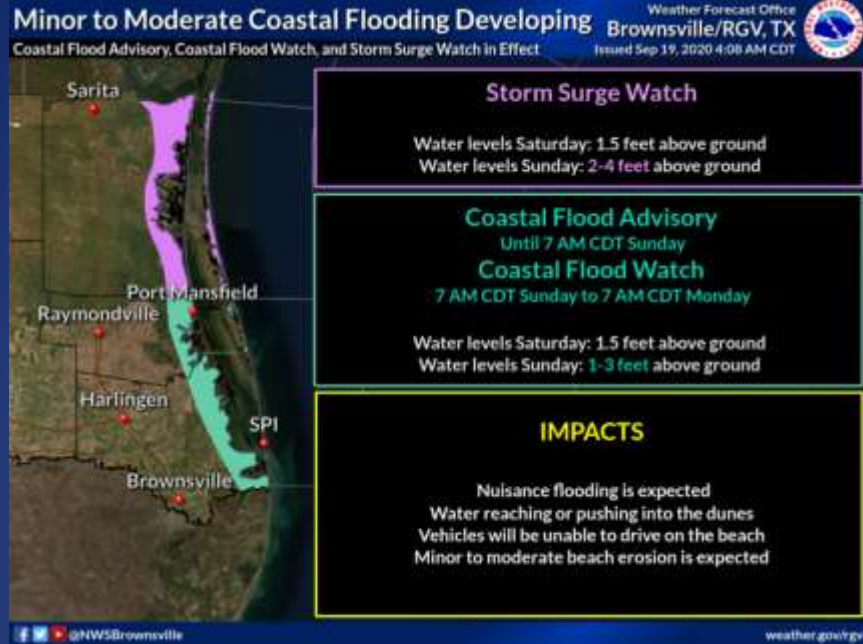 Minor to Moderate Coastal Flooding Developing
Coastal Flood Advisory, Coastal Flood Watch, and Storm Surge Watch in Effect
Weather Forecast Office
Brownsville/RGV, TX
Issued Sep 19, 2020 4:08 AM CDT
Sarita
Port Mansfield
Raymondville
Harlingen
SPI
Brownsville
Storm Surge Watch
Water levels Saturday: 1.5 feet above ground
Water levels Sunday: 2-4 feet above ground
Coastal Flood Advisory
Until 7 AM CDT Sunday
Coastal Flood Watch
7 AM CDT Sunday to 7 AM CDT Monday
Water levels Saturday: 1.5 feet above ground
Water levels Sunday: 1-3 feet above ground
IMPACTS
Nuisance flooding is expected
Water reaching or pushing into the dunes
Vehicles will be unable to drive on the beach
Minor to moderate beach erosion is expected
@NWSBrownsville
weather.gov/rgv